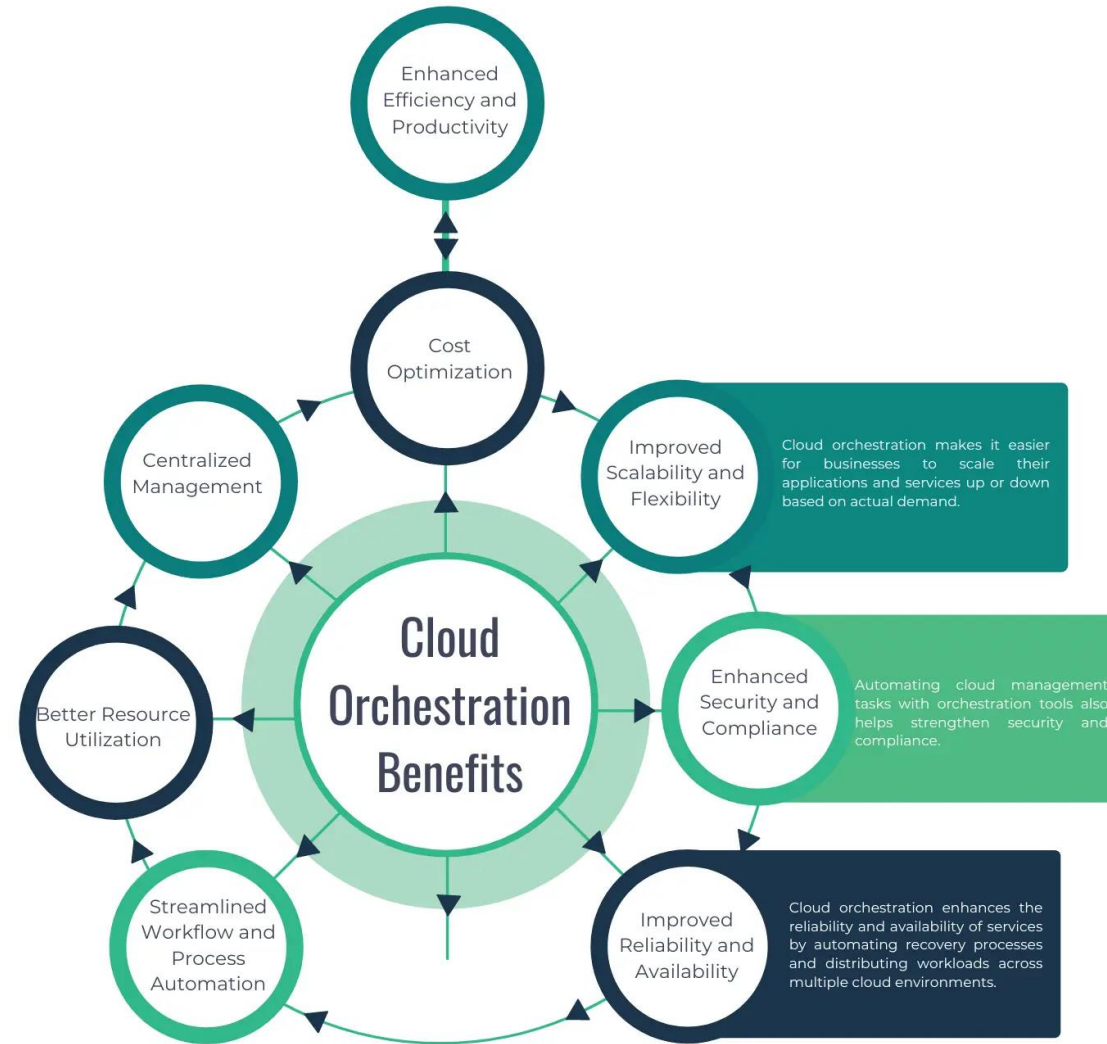 Enhanced
Efficiency and
Productivity
Cost
Optimization
Centralized
Management
Improved
Scalability and
Flexibility
Cloud orchestration makes it easier
for businesses to scale their
applications and services up or down
based on actual demand.
Cloud
Orchestration
Benefits
Enhanced
Security and
Compliance
Automating cloud management
tasks with orchestration tools also
helps strengthen security and
compliance.
Better Resource
Utilization
Streamlined
Workflow and
Process
Automation
Improved
Reliability and
Availability
Cloud orchestration enhances the
reliability and availability of services
by automating recovery processes
and distributing workloads across
multiple cloud environments.